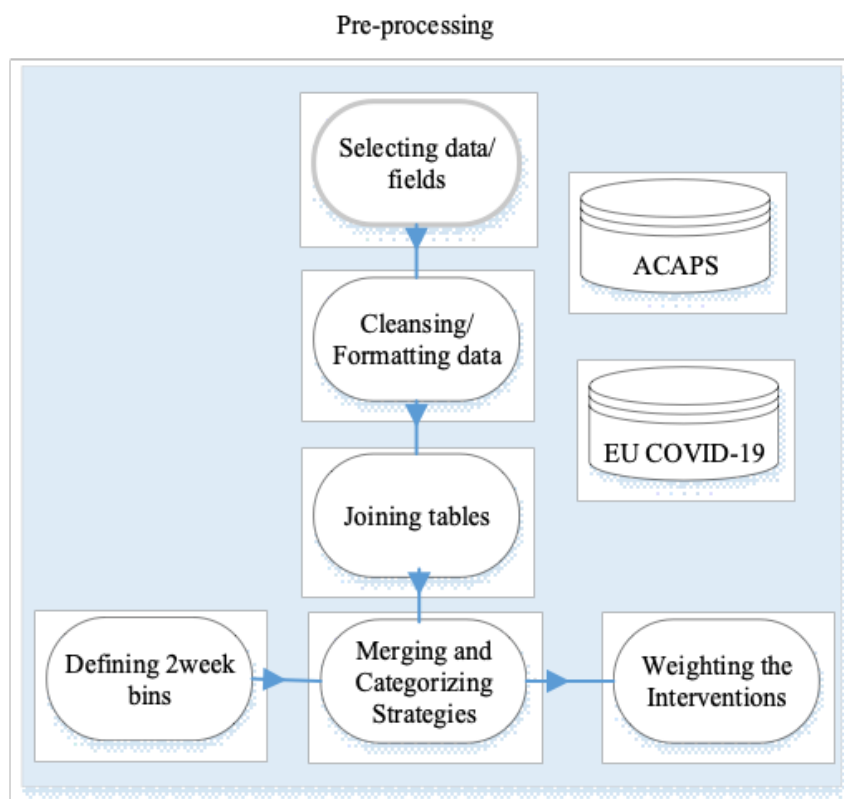 Pre-processing
Selecting data/
fields
ACAPS
Cleansing/
Formatting data
EU COVID-19
Joining tables
Defining 2week
bins
Merging and
Categorizing
Strategies
Weighting the
Interventions